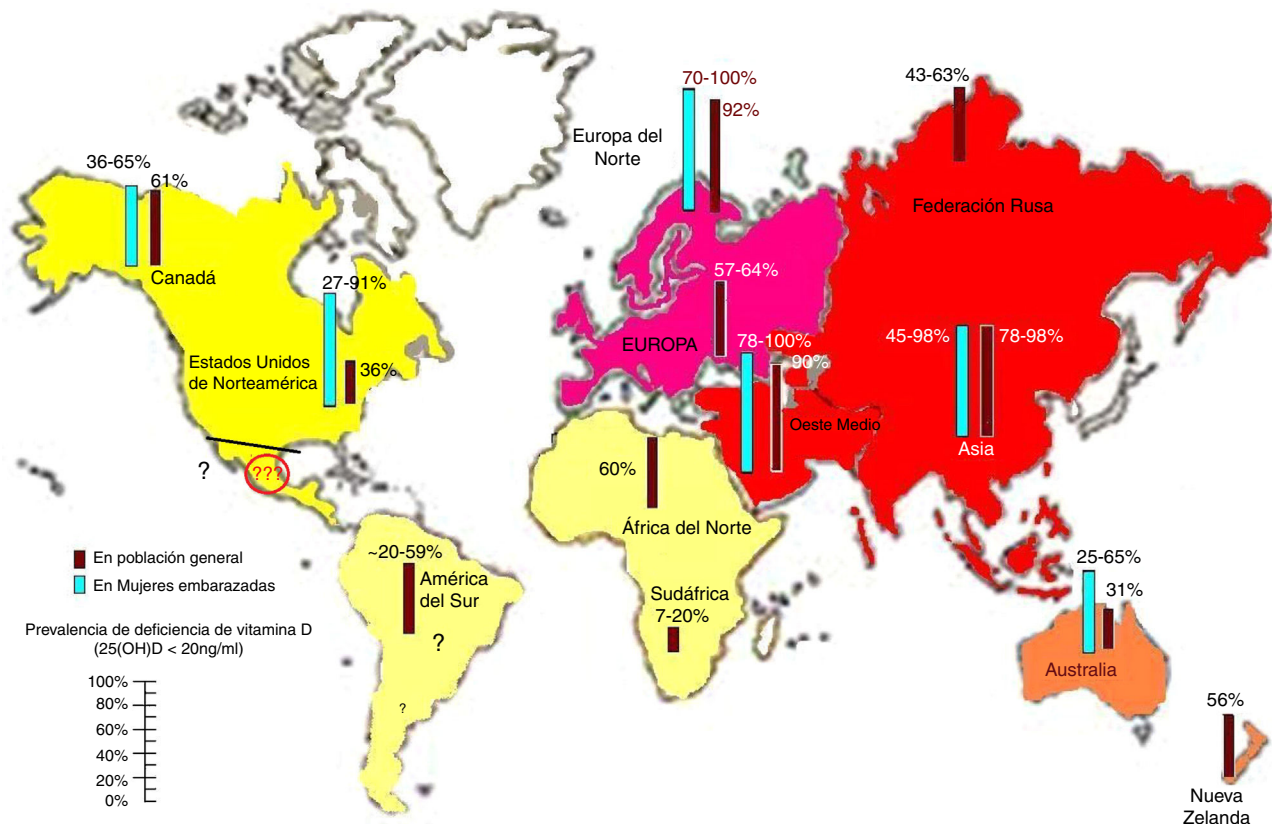 70-100%
92%
Europa del
Norte
43-63%
36-65%
61%
Canadá
Federación Rusa
27-91%
57-64%
EUROPA
78-100%
90%
45-98%
78-98%
Estados Unidos
de Norteamérica
36%
Oeste Medio
Asia
?
???
60%
África del Norte
En población general
En Mujeres embarazadas
~20-59%
América
del Sur
?
?
Sudáfrica
7-20%
25-65%
31%
Australia
Prevalencia de deficiencia de vitamina D
(25(OH)D < 20ng/ml)
100%
80%
60%
40%
20%
0%
56%
Nueva
Zelanda